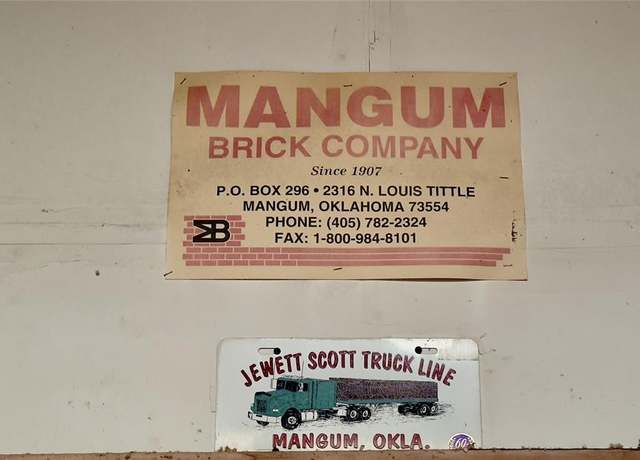 MANGUM
BRICK COMPANY
Since 1907
P.O. BOX 296 • 2316 N. LOUIS TITTLE
MANGUM, OKLAHOMA 73554
PHONE: (405) 782-2324
FAX: 1-800-984-8101
JEWETT SCOTT TRUCK LINE
MANGUM, OKLA.
60